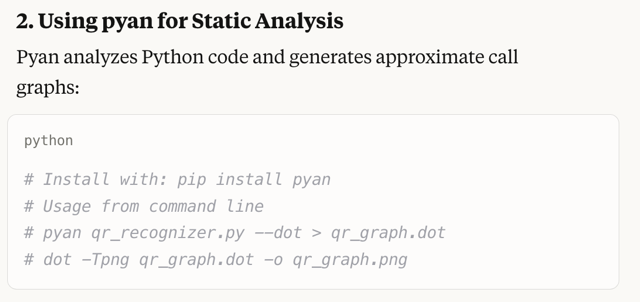 2. Using pyan for Static Analysis
Pyan analyzes Python code and generates approximate call
graphs:
python
# Install with: pip install pyan
# Usage from command line
# pyan qr_recognizer.py --dot > qr_graph.dot
# dot -Tpng qr_graph.dot -o qr_graph.png